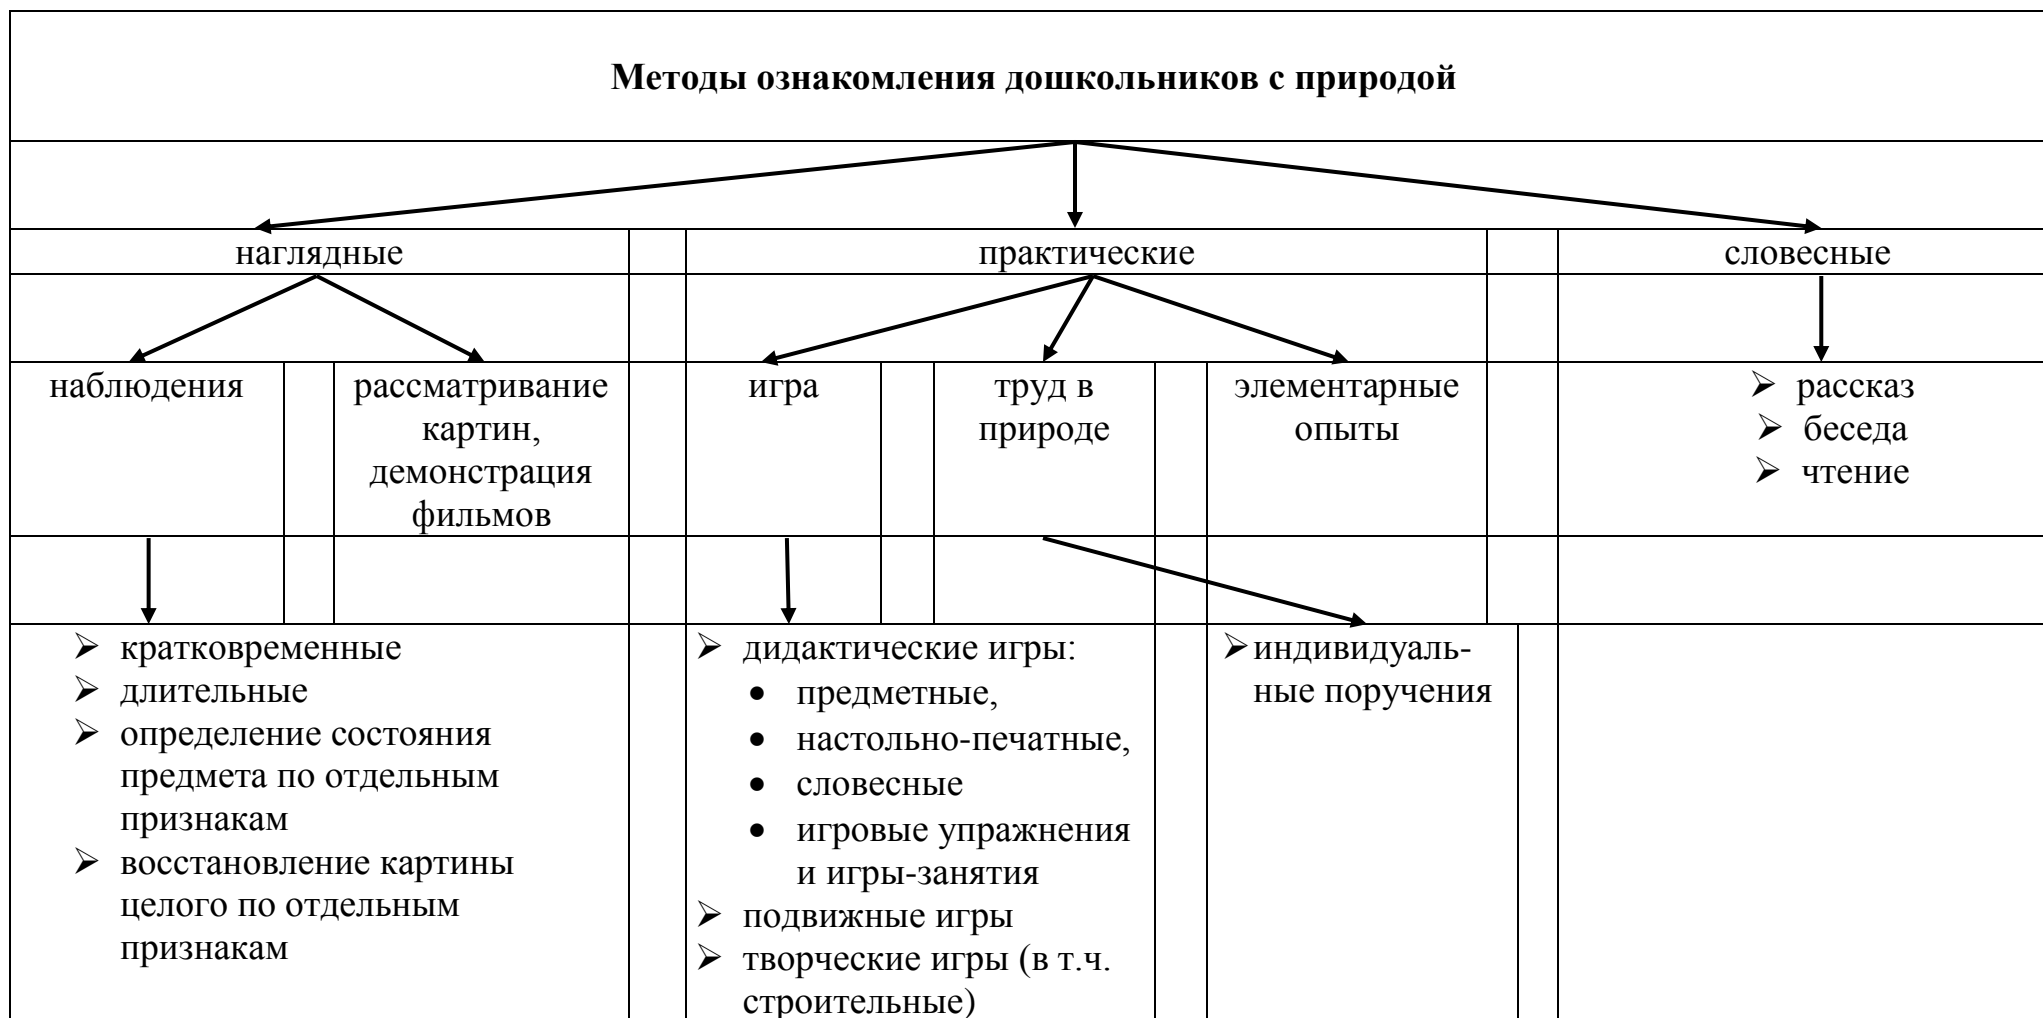 Методы ознакомления дошкольников с природой
наглядные
практические
словесные
наблюдения
рассматривание
картин,
демонстрация
фильмов
игра
труд в
природе
элементарные
опыты
➢ рассказ
➢ беседа
➢ чтение
➢ кратковременные
➢ длительные
➢ определение состояния
предмета по отдельным
признакам
➢ восстановление картины
целого по отдельным
признакам
➢ дидактические игры:
• предметные,
• настольно-печатные,
• словесные
• игровые упражнения
и игры-занятия
➢ подвижные игры
➢ творческие игры (в т.ч.
строительные)
➢ индивидуаль-
ные поручения